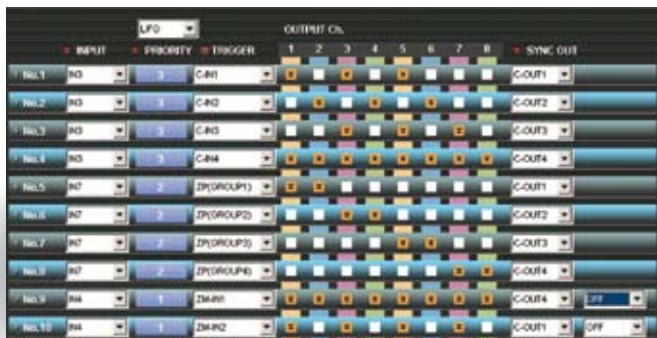 LIFO
OUTPUT Ch.
INPUT PRIORITY TRIGGER 1 2 3 4 5 6 7 8 SYNC OUT
No.1 IN3 3 C-IN1 C-OUT1
No.2 IN3 3 C-IN2 C-OUT2
No.3 IN3 3 C-IN3 C-OUT3
No.4 IN3 3 C-IN4 C-OUT4
No.5 IN7 2 ZP(GROUP1) C-OUT1
No.6 IN7 2 ZP(GROUP2) C-OUT2
No.7 IN7 2 ZP(GROUP3) C-OUT3
No.8 IN7 2 ZP(GROUP4) C-OUT4
No.9 IN4 1 ZM-IN1 C-OUT4 OFF
No.10 IN4 1 ZM-IN2 C-OUT1 OFF